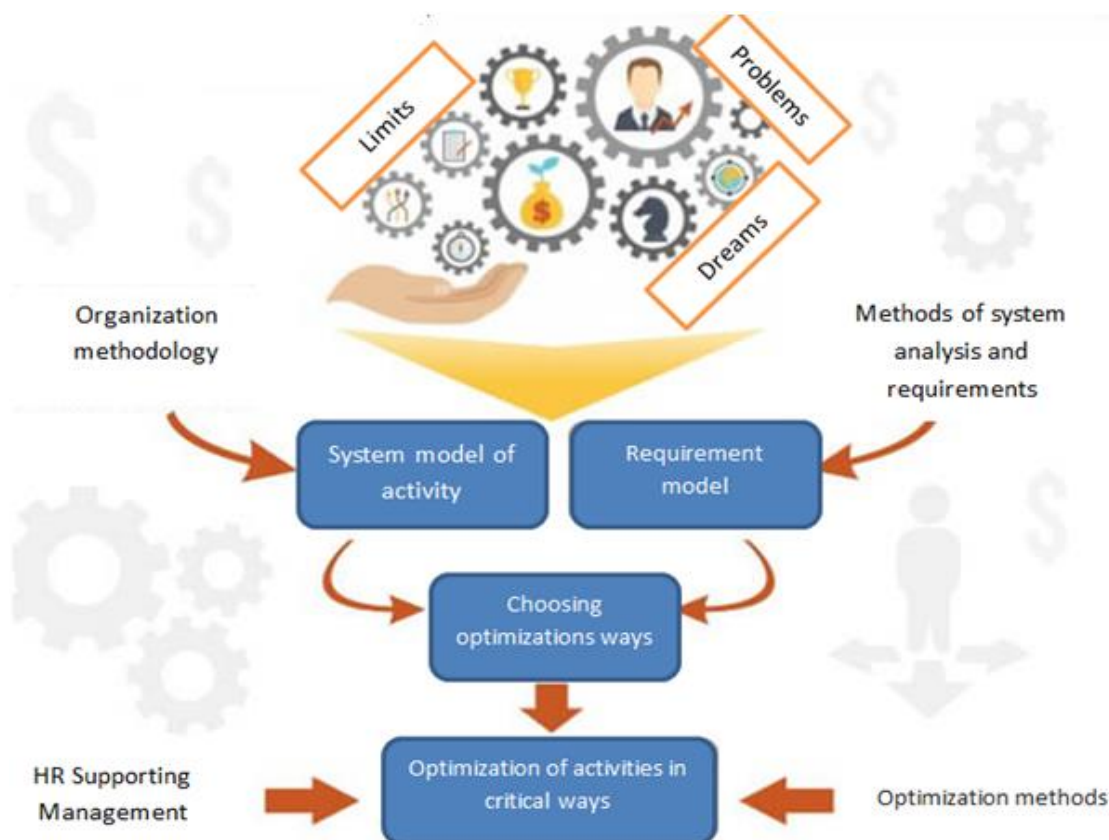 Limits
Problems
Dreams
Organization
methodology
Methods of system
analysis and
requirements
System model of
activity
Requirement
model
Choosing
optimizations ways
HR Supporting
Management
Optimization of activities in
critical ways
Optimization methods